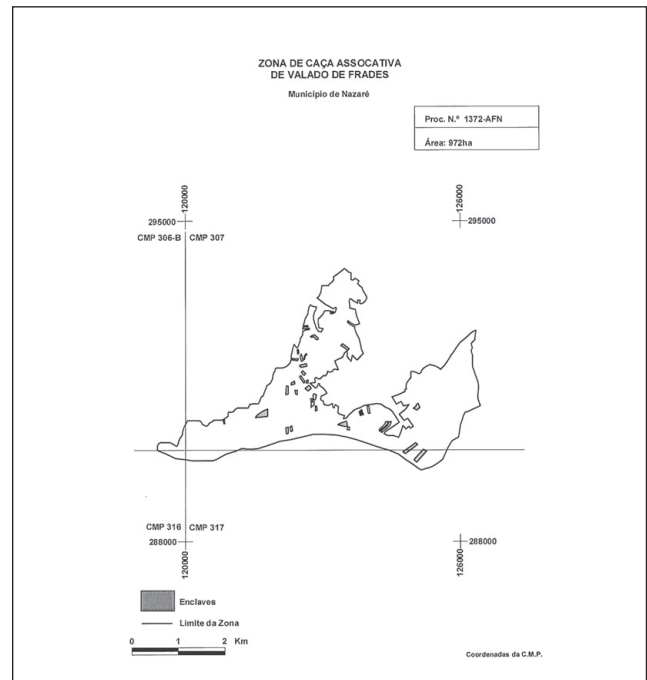 ZONA DE CAÇA ASSOCATIVA
DE VALADO DE FRADES
Município de Nazaré
Proc. N.º 1372-AFN
Área: 972ha
120000
126000
295000
295000
CMP 306-B
CMP 307
CMP 316
CMP 317
288000
288000
120000
126000
Enclaves
Limite da Zona
0 1 2 Km
Coordenadas da C.M.P.